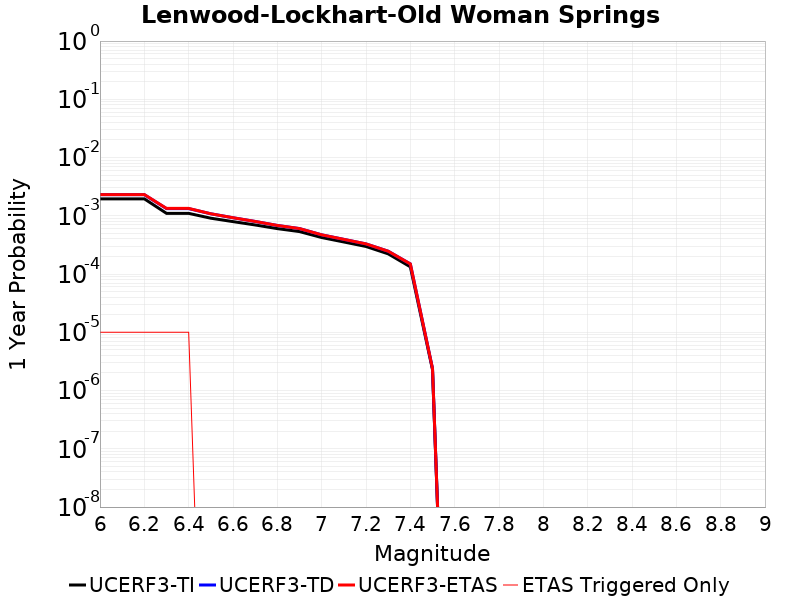 Lenwood-Lockhart-Old Woman Springs
10^0
10^-1
10^-2
10^-3
10^-4
10^-5
10^-6
10^-7
10^-8
1 Year Probability
6 6.2 6.4 6.6 6.8 7 7.2 7.4 7.6 7.8 8 8.2 8.4 8.6 8.8 9
Magnitude
UCERF3-TI UCERF3-TD UCERF3-ETAS ETAS Triggered Only